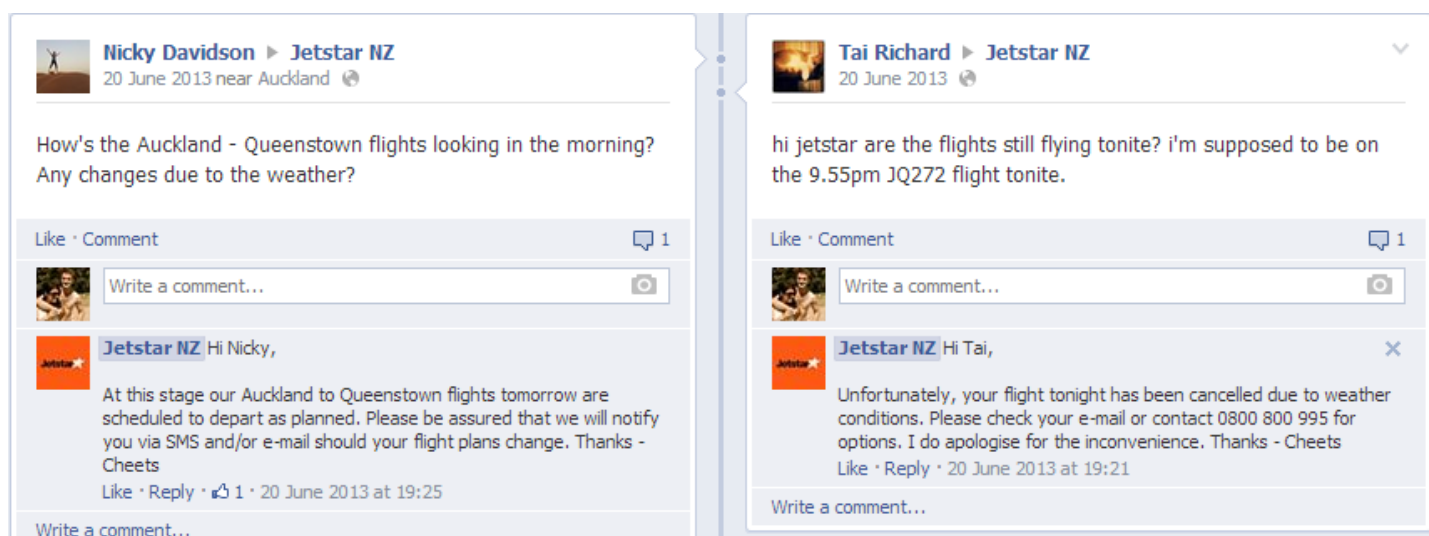 Nicky Davidson ▶ Jetstar NZ
20 June 2013 near Auckland
How's the Auckland - Queenstown flights looking in the morning?
Any changes due to the weather?
Like · Comment
1
Write a comment...
Jetstar
Jetstar NZ Hi Nicky,
At this stage our Auckland to Queenstown flights tomorrow are
scheduled to depart as planned. Please be assured that we will notify
you via SMS and/or e-mail should your flight plans change. Thanks -
Cheets
Like · Reply · 1 · 20 June 2013 at 19:25
Write a comment...
Tai Richard ▶ Jetstar NZ
20 June 2013
hi jetstar are the flights still flying tonite? i'm supposed to be on
the 9.55pm JQ272 flight tonite.
Like · Comment
1
Write a comment...
Jetstar
Jetstar NZ Hi Tai,
Unfortunately, your flight tonight has been cancelled due to weather
conditions. Please check your e-mail or contact 0800 800 995 for
options. I do apologise for the inconvenience. Thanks - Cheets
Like · Reply · 20 June 2013 at 19:21
Write a comment...